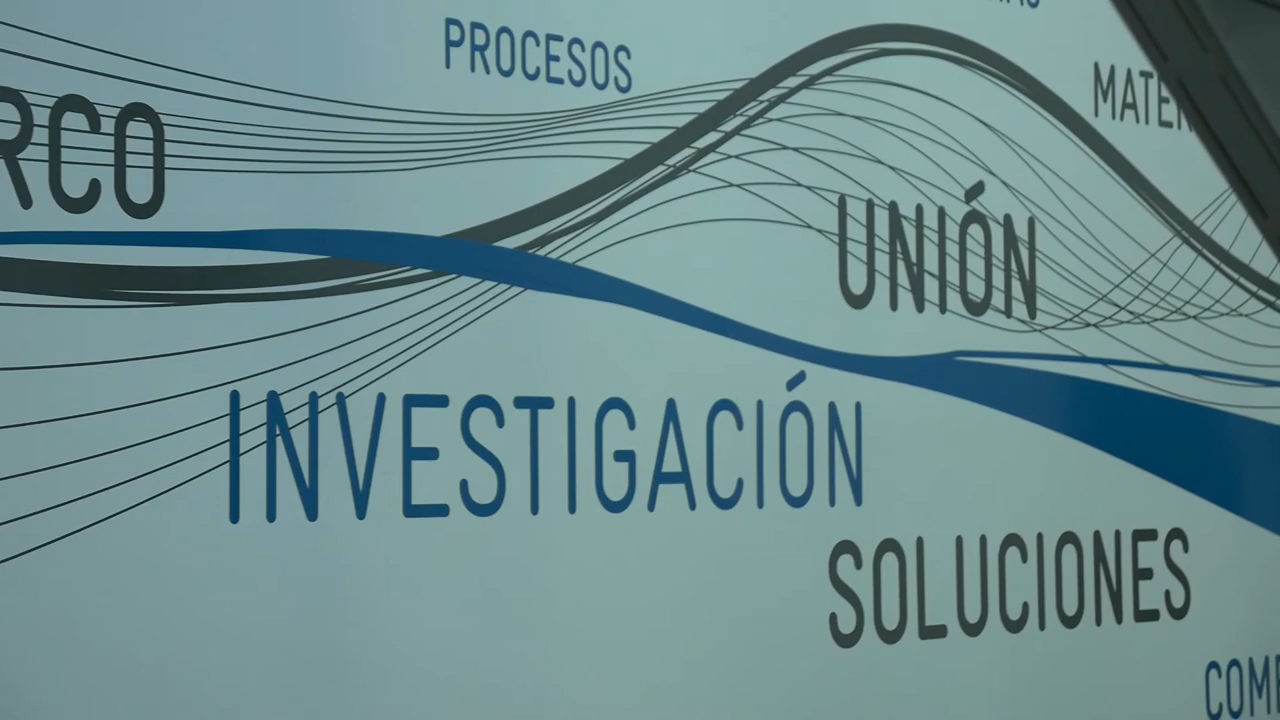 PROCESOS
RCO
UNIÓN
INVESTIGACIÓN
SOLUCIONES